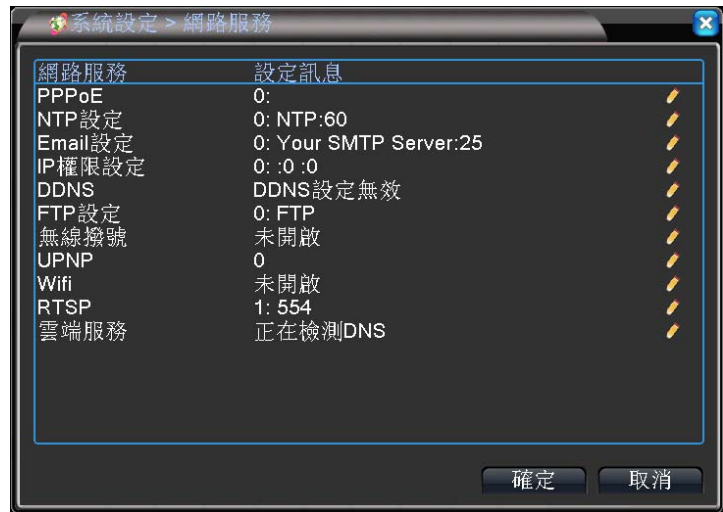 系統設定 > 網路服務
網路服務 設定訊息
PPPoE 0:
NTP設定 0: NTP:60
Email設定 0: Your SMTP Server:25
IP權限設定 0: :0 :0
DDNS DDNS設定無效
FTP設定 0: FTP
無線撥號 未開啟
UPNP 0
Wifi 未開啟
RTSP 1: 554
雲端服務 正在檢測DNS
確定 取消